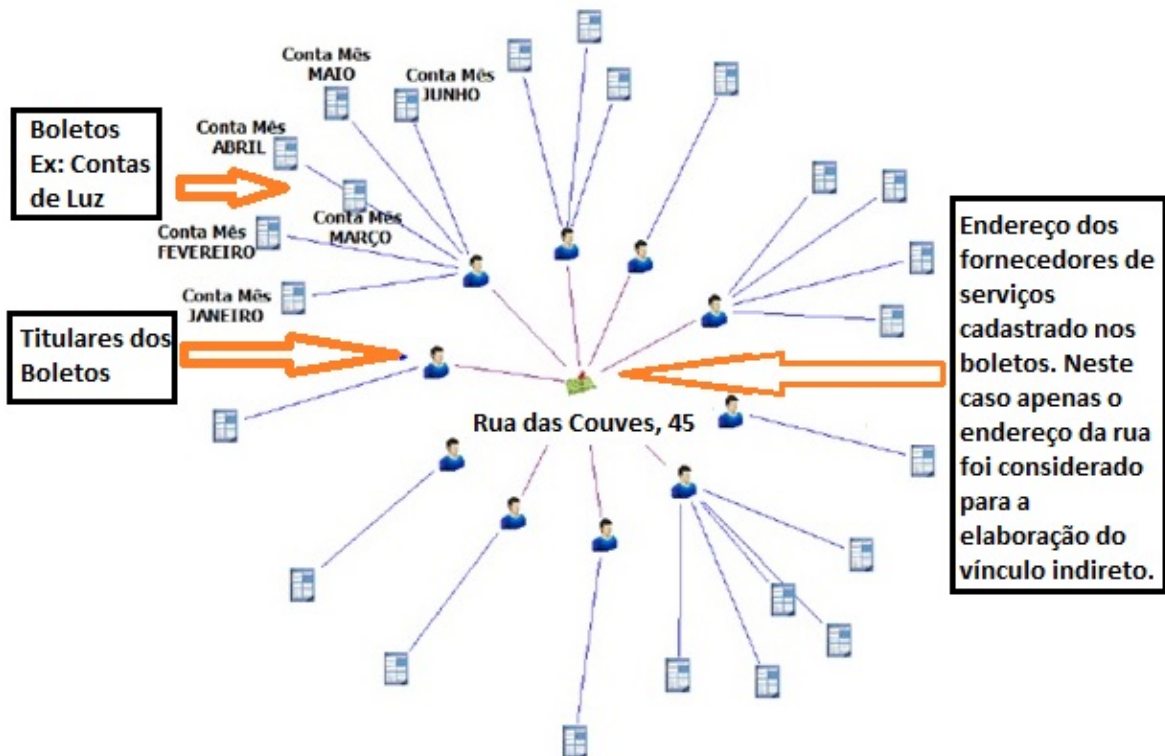 Conta Mês
MAIO
Conta Mês
JUNHO
Boletos
Ex: Contas
de Luz
Conta Mês
ABRIL
Conta Mês
MARÇO
Conta Mês
FEVEREIRO
Conta Mês
JANEIRO
Titulares dos
Boletos
Rua das Couves, 45
Endereço dos
fornecedores de
serviços
cadastrado nos
boletos. Neste
caso apenas o
endereço da rua
foi considerado
para a
elaboração do
vínculo indireto.